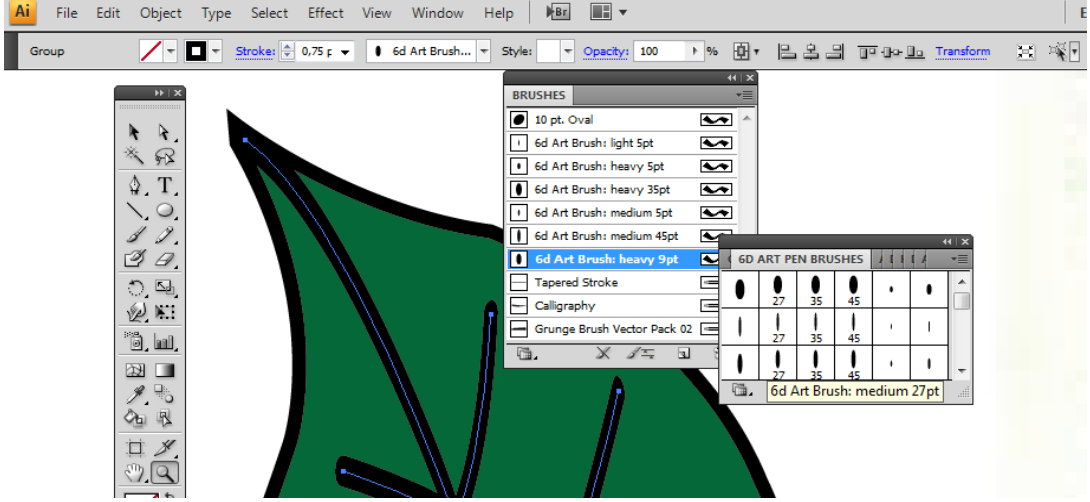 Ai File Edit Object Type Select Effect View Window Help Br
Group Stroke: 0,75 p 6d Art Brush... Style: Opacity: 100 % Transform
BRUSHES
10 pt. Oval
6d Art Brush: light 5pt
6d Art Brush: heavy 5pt
6d Art Brush: heavy 35pt
6d Art Brush: medium 5pt
6d Art Brush: medium 45pt
6d Art Brush: heavy 9pt
Tapered Stroke
Calligraphy
Grunge Brush Vector Pack 02
6D ART PEN BRUSHES
27 35 45
27 35 45
27 35 45
6d Art Brush: medium 27pt
T